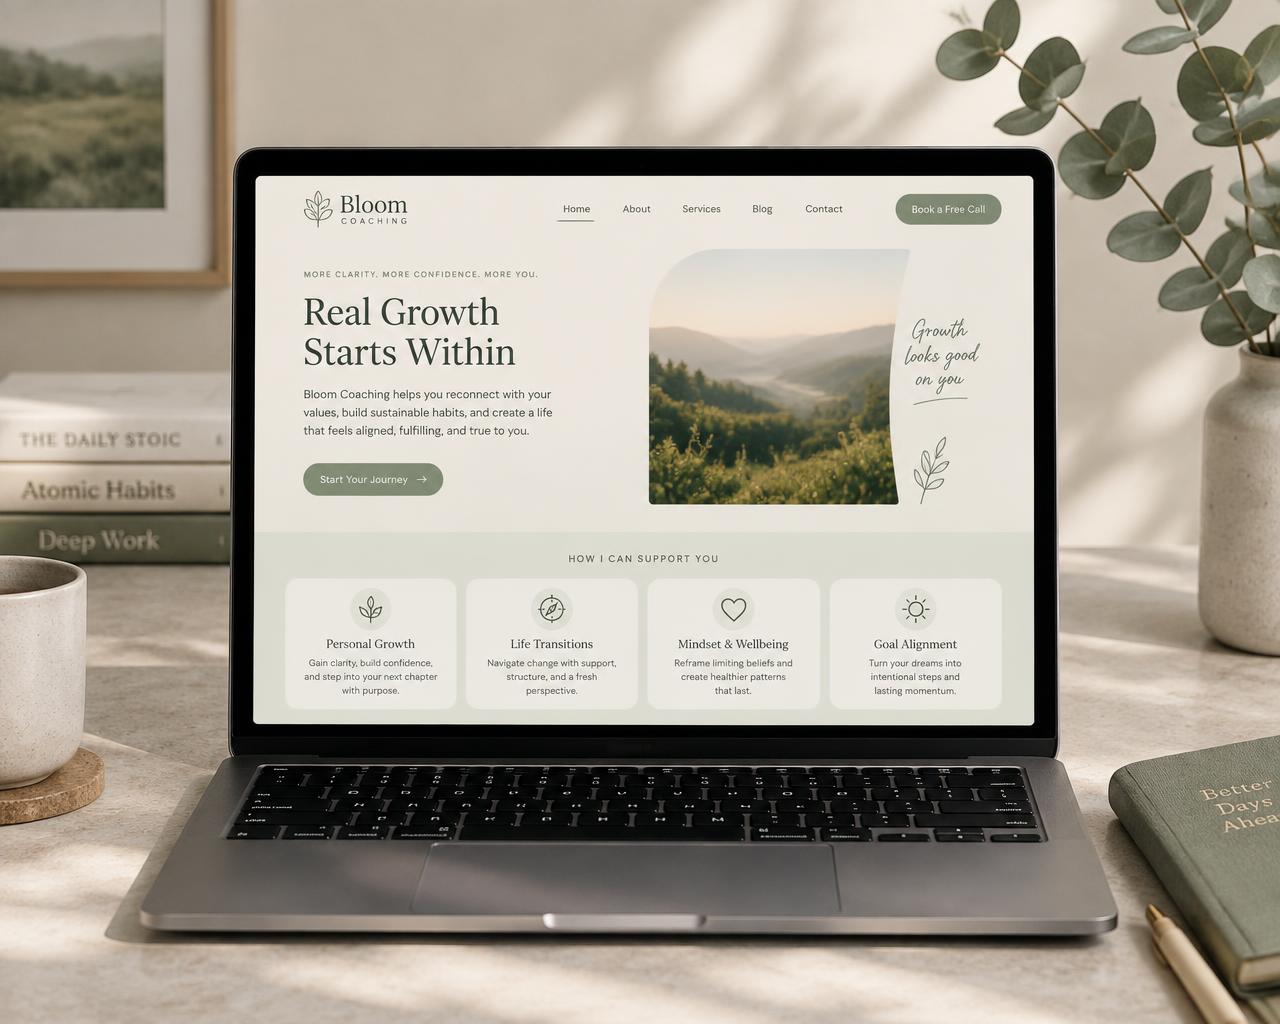 Bloom
COACHING
Home
About
Services
Blog
Contact
Book a Free Call
MORE CLARITY. MORE CONFIDENCE. MORE YOU.
Real Growth
Starts Within
Bloom Coaching helps you reconnect with your
values, build sustainable habits, and create a life
that feels aligned, fulfilling, and true to you.
Start Your Journey →
Growth
looks good
on you
HOW I CAN SUPPORT YOU
Personal Growth
Gain clarity, build confidence,
and step into your next chapter
with purpose.
Life Transitions
Navigate change with support,
structure, and a fresh
perspective.
Mindset & Wellbeing
Reframe limiting beliefs and
create healthier patterns
that last.
Goal Alignment
Turn your dreams into
intentional steps and
lasting momentum.
THE DAILY STOIC
Atomic Habits
Deep Work
Better
Days
Ahea